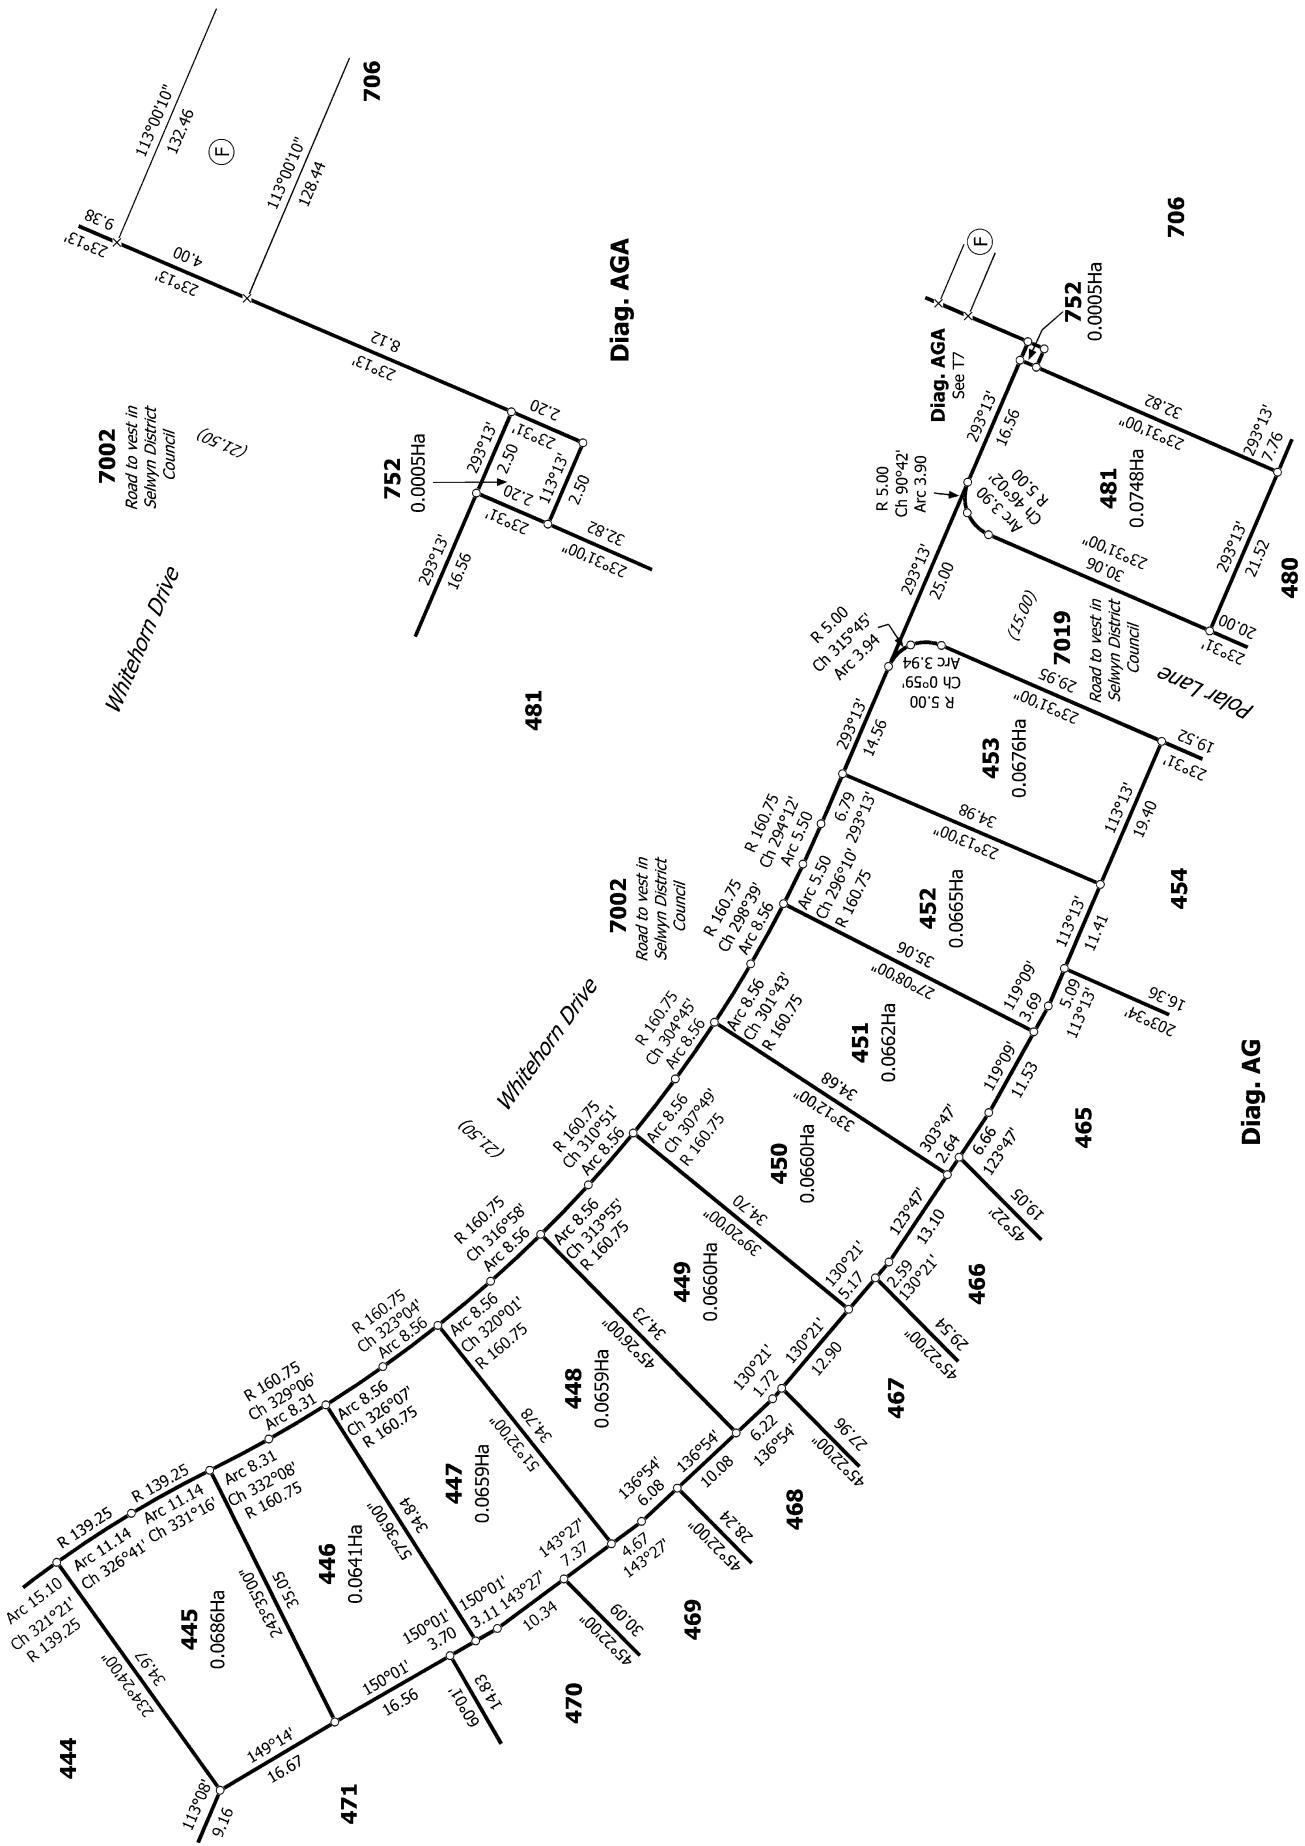 113°00'10"
132.46
F
113°00'10"
128.44
706
9.38
23°13'
4.00
23°13'
8.12
23°13'
Diag. AGA
7002
Road to vest in
Selwyn District
Council
(21.50)
Whitehorn Drive
752
0.0005Ha
293°13'
2.50
2.20
23°31'
2.20
23°31'
113°13'
2.50
32.82
23°31'00"
293°13'
16.56
481
706
F
752
0.0005Ha
Diag. AGA
See T7
293°13'
16.56
R 5.00
Ch 90°42'
Arc 3.90
Arc 3.90
Ch 46°02'
R 5.00
32.82
23°31'00"
293°13'
7.76
481
0.0748Ha
30.06
23°31'00"
293°13'
21.52
480
293°13'
25.00
R 5.00
Ch 315°45'
Arc 3.94
Arc 3.94
Ch 0°59'
R 5.00
(15.00)
7019
Road to vest in
Selwyn District
Council
Polar Lane
20.00
23°31'
29.95
23°31'00"
19.52
23°31'
293°13'
14.56
453
0.0676Ha
113°13'
19.40
454
34.98
23°13'00"
6.79
293°13'
R 160.75
Ch 294°12'
Arc 5.50
Arc 5.50
Ch 296°10'
R 160.75
452
0.0665Ha
113°13'
11.41
5.09
113°13'
16.36
203°34'
119°09'
3.69
35.06
27°08'00"
7002
Road to vest in
Selwyn District
Council
Whitehorn Drive
(21.50)
R 160.75
Ch 298°39'
Arc 8.56
Arc 8.56
Ch 301°43'
R 160.75
451
0.0662Ha
119°09'
11.53
465
34.68
33°12'00"
303°47'
2.64
6.66
123°47'
19.05
45°22'
R 160.75
Ch 304°45'
Arc 8.56
Arc 8.56
Ch 307°49'
R 160.75
450
0.0660Ha
123°47'
13.10
466
34.70
39°20'00"
130°21'
5.17
2.59
130°21'
29.54
45°22'00"
R 160.75
Ch 310°51'
Arc 8.56
Arc 8.56
Ch 313°55'
R 160.75
449
0.0660Ha
130°21'
12.90
467
34.73
45°26'00"
130°21'
1.72
6.22
136°54'
27.96
45°22'00"
R 160.75
Ch 316°58'
Arc 8.56
Arc 8.56
Ch 320°01'
R 160.75
448
0.0659Ha
136°54'
10.08
468
34.78
51°32'00"
136°54'
6.08
4.67
143°27'
28.24
45°22'00"
R 160.75
Ch 323°04'
Arc 8.56
Arc 8.56
Ch 326°07'
R 160.75
447
0.0659Ha
143°27'
7.37
143°27'
10.34
30.09
45°22'00"
469
34.84
57°36'00"
150°01'
3.11
150°01'
3.70
14.83
60°01'
470
R 160.75
Ch 329°06'
Arc 8.31
Arc 8.31
Ch 332°08'
R 160.75
446
0.0641Ha
150°01'
16.56
35.05
243°35'00"
R 139.25
Arc 11.14
Ch 331°16'
R 139.25
Arc 11.14
Ch 326°41'
445
0.0686Ha
149°14'
16.67
471
Arc 15.10
Ch 321°21'
R 139.25
34.97
234°24'00"
444
113°08'
9.16
Diag. AG